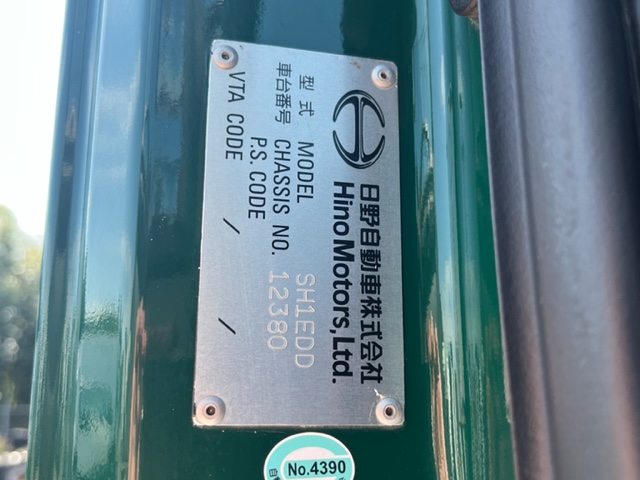 日野自動車株式会社
Hino Motors, Ltd.
型式 MODEL SH1EDD
車台番号 CHASSIS NO. 12380
P.S. CODE /
VTA CODE /
No.4390